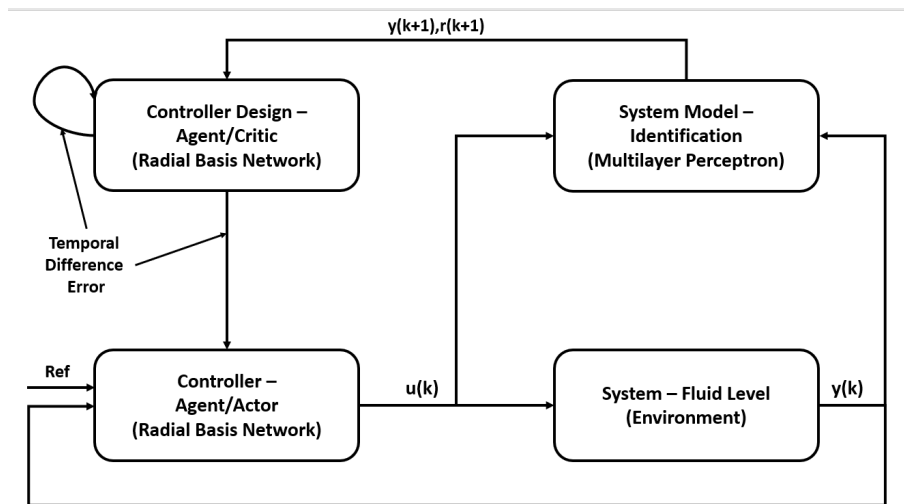 y(k+1),r(k+1)
Controller Design –
Agent/Critic
(Radial Basis Network)
System Model –
Identification
(Multilayer Perceptron)
Temporal
Difference
Error
Ref
Controller –
Agent/Actor
(Radial Basis Network)
u(k)
System – Fluid Level
(Environment)
y(k)